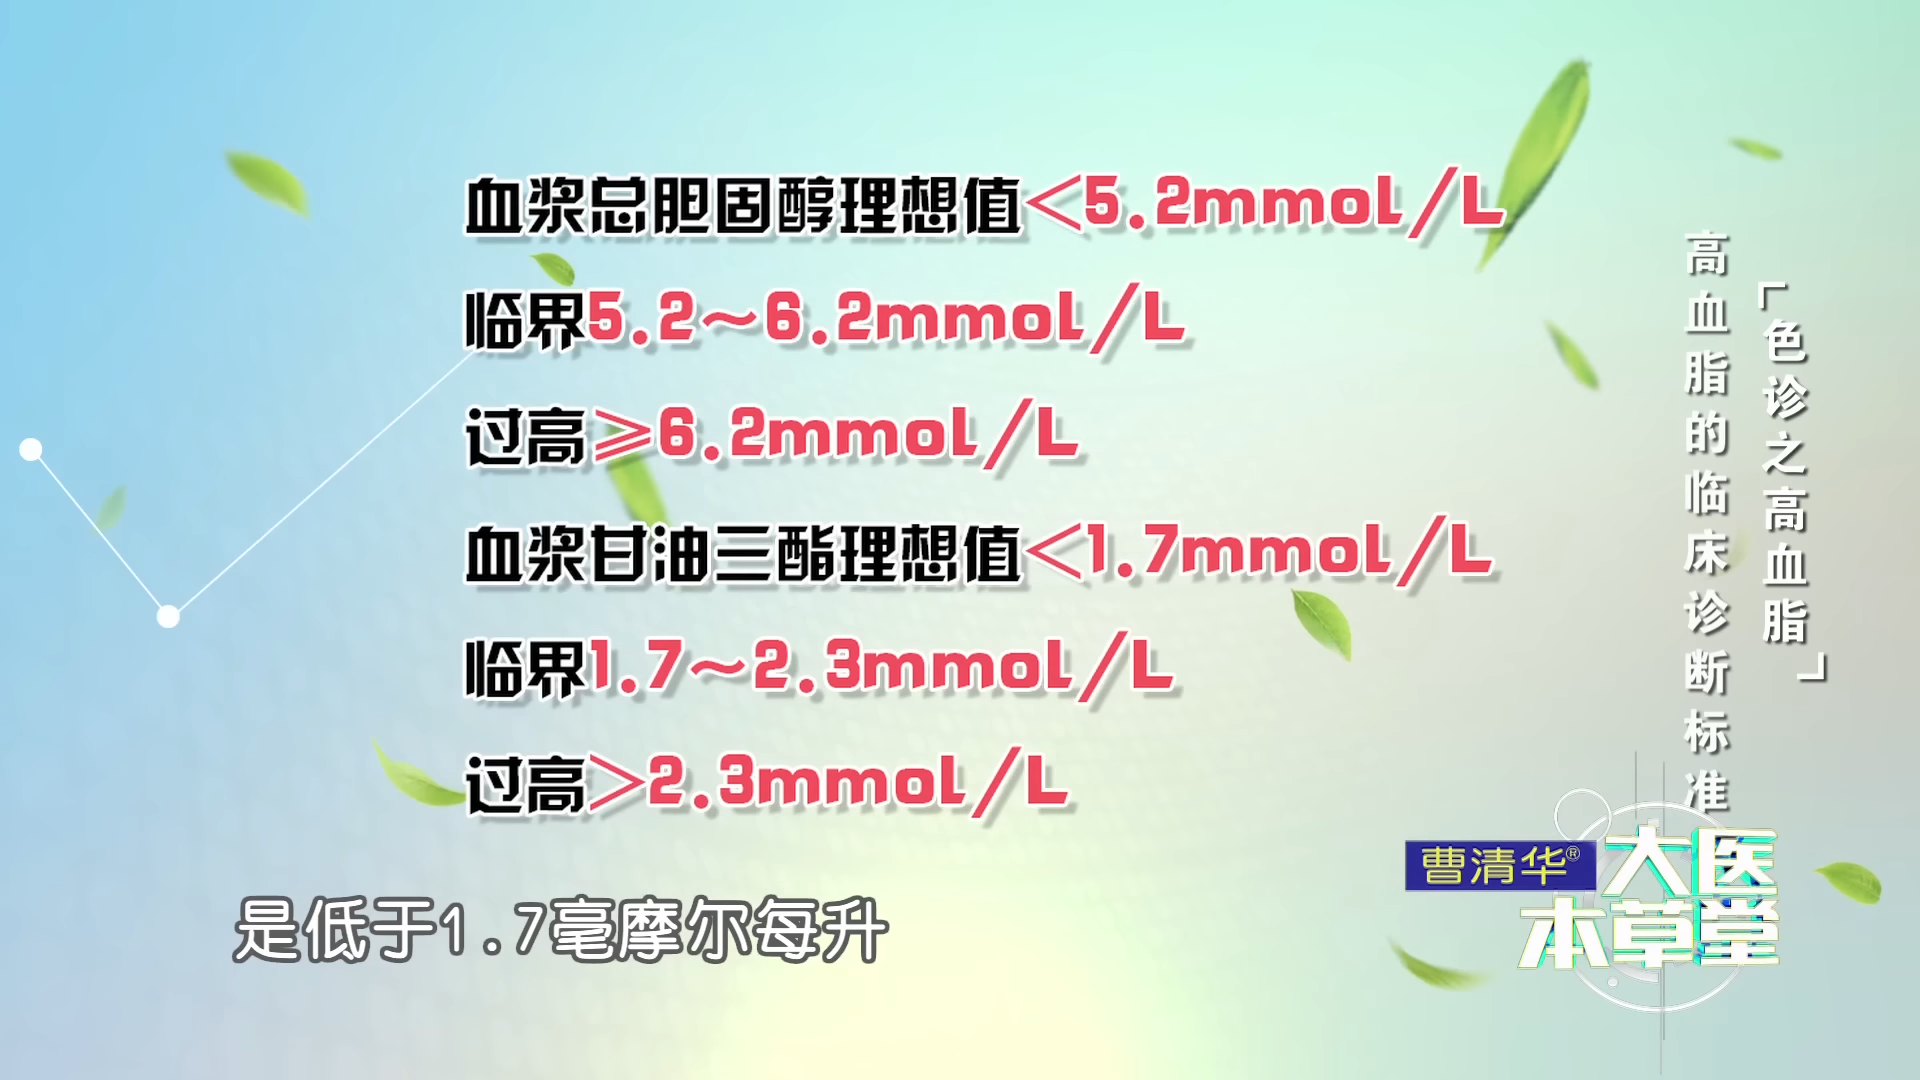 血浆总胆固醇理想值<5.2mmol/L
临界5.2～6.2mmol/L
过高≥6.2mmol/L
血浆甘油三酯理想值<1.7mmol/L
临界1.7～2.3mmol/L
过高>2.3mmol/L
「色诊之高血脂」
高血脂的临床诊断标准
曹清华®
大医
本草堂
是低于1.7毫摩尔每升